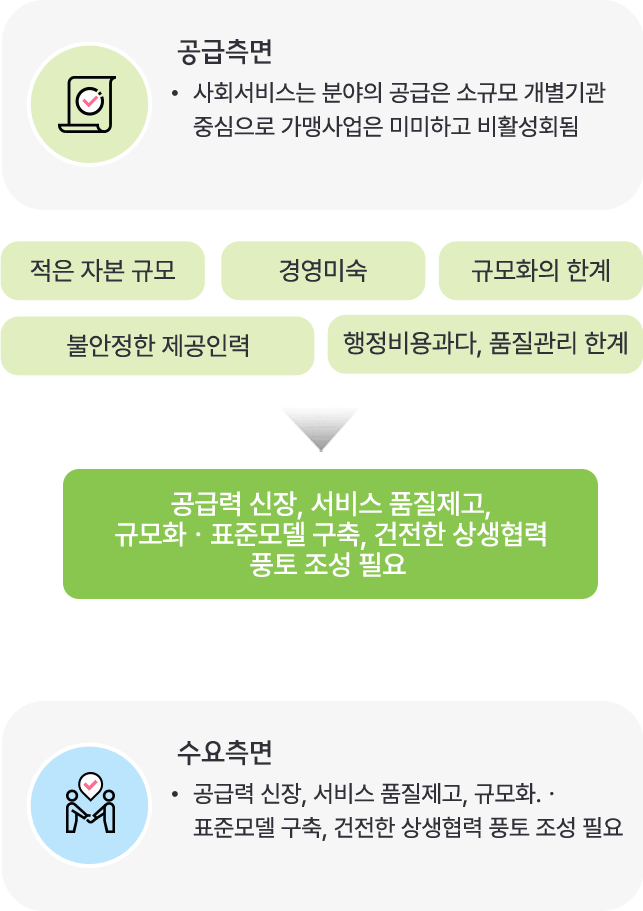 공급측면
• 사회서비스는 분야의 공급은 소규모 개별기관
중심으로 가맹사업은 미미하고 비활성회됨
적은 자본 규모
경영미숙
규모화의 한계
불안정한 제공인력
행정비용과다, 품질관리 한계
공급력 신장, 서비스 품질제고,
규모화 · 표준모델 구축, 건전한 상생협력
풍토 조성 필요
수요측면
• 공급력 신장, 서비스 품질제고, 규모화. ·
표준모델 구축, 건전한 상생협력 풍토 조성 필요